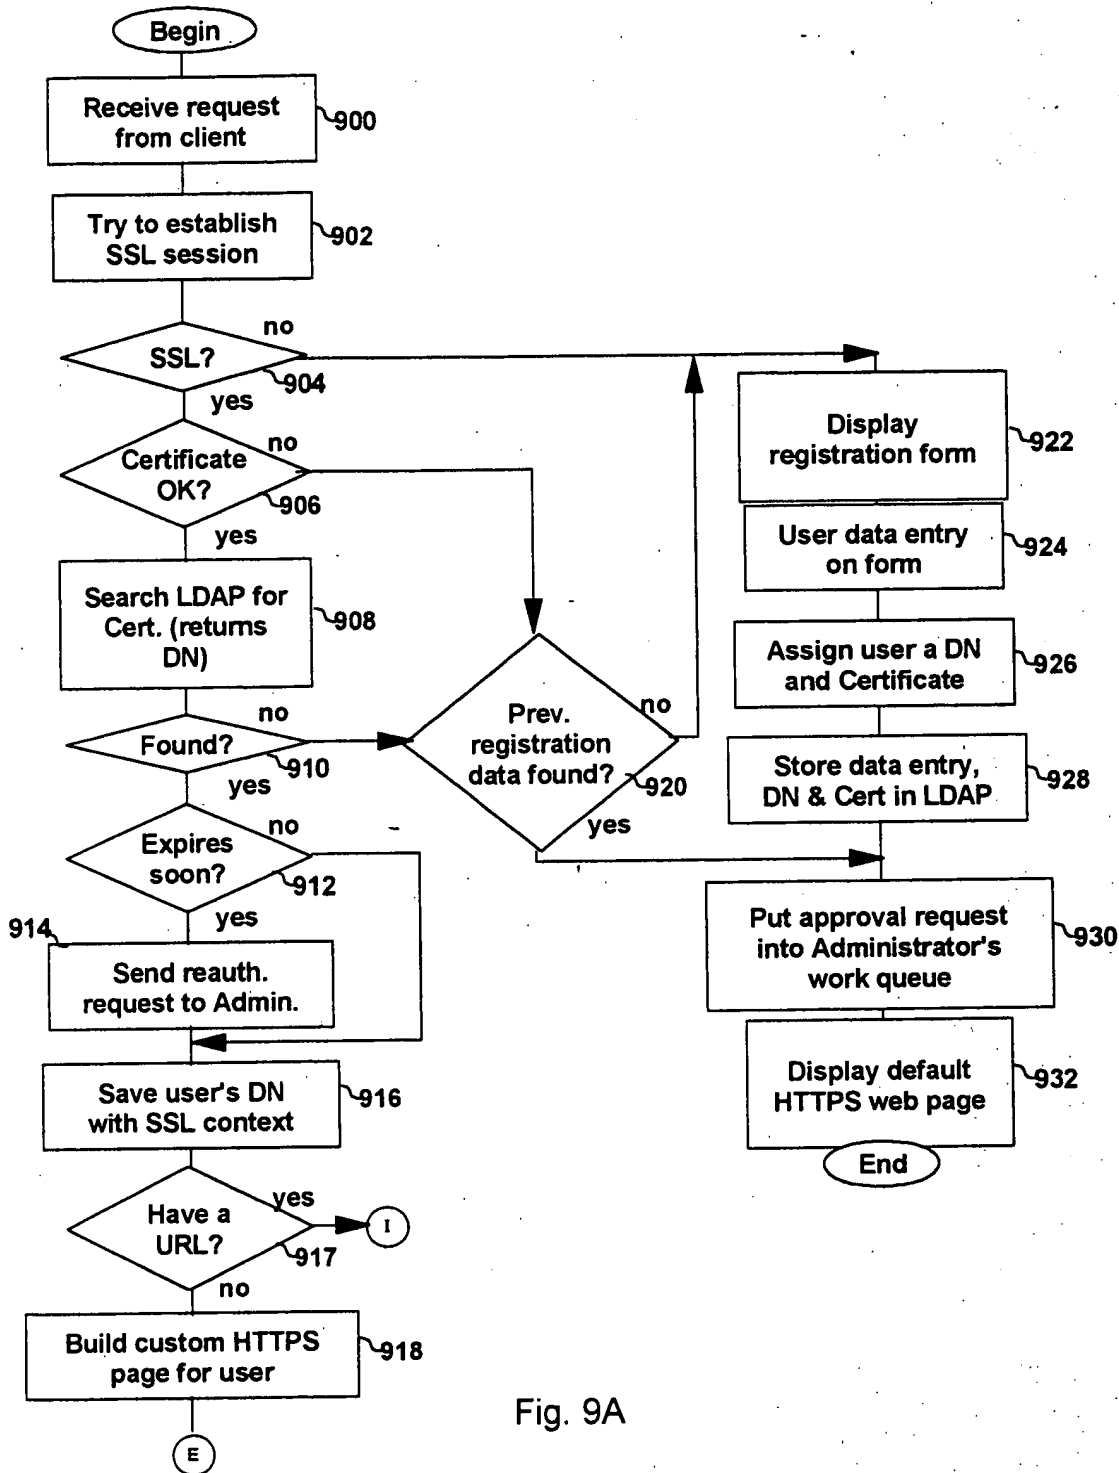 Begin
Receive request
from client
900
Try to establish
SSL session
902
SSL?
no
904
yes
Certificate
OK?
no
906
yes
Search LDAP for
Cert. (returns
DN)
908
Found?
no
910
yes
Expires
soon?
no
912
yes
914
Send reauth.
request to Admin.
Save user's DN
with SSL context
916
Have a
URL?
yes
917
I
no
Build custom HTTPS
page for user
918
E
Prev.
registration
data found?
no
920
yes
Display
registration form
922
User data entry
on form
924
Assign user a DN
and Certificate
926
Store data entry,
DN & Cert in LDAP
928
Put approval request
into Administrator's
work queue
930
Display default
HTTPS web page
932
End
Fig. 9A